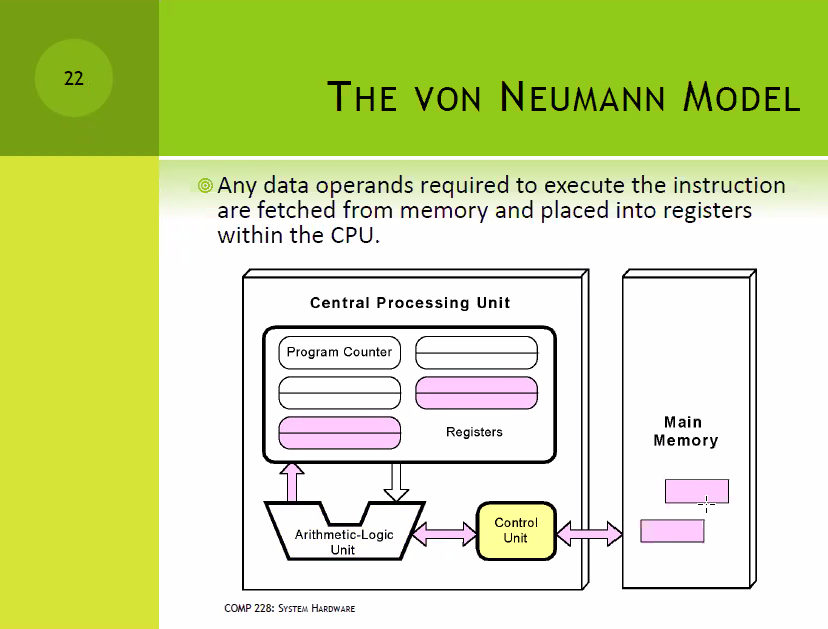 22
The von Neumann Model
Any data operands required to execute the instruction
are fetched from memory and placed into registers
within the CPU.
Central Processing Unit
Program Counter
Registers
Main
Memory
Arithmetic-Logic
Unit
Control
Unit
COMP 228: System Hardware